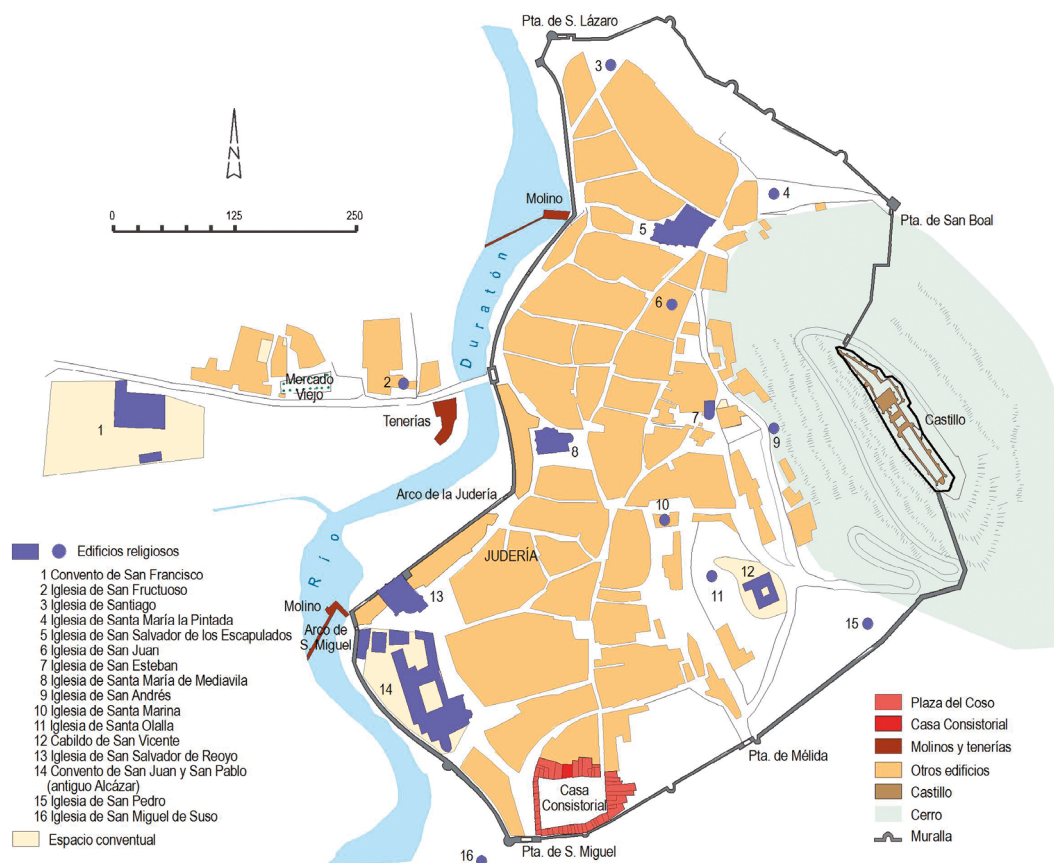 Pta. de S. Lázaro
3
N
0
125
250
Molino
4
Pta. de San Boal
5
Río Duratón
6
Mercado
Viejo
2
Castillo
1
Tenerías
7
9
8
Arco de la Judería
10
JUDERÍA
12
11
13
Molino
Arco de
S. Miguel
14
15
Edificios religiosos
1 Convento de San Francisco
2 Iglesia de San Fructuoso
3 Iglesia de Santiago
4 Iglesia de Santa María la Pintada
5 Iglesia de San Salvador de los Escapulados
6 Iglesia de San Juan
7 Iglesia de San Esteban
8 Iglesia de Santa María de Mediavila
9 Iglesia de San Andrés
10 Iglesia de Santa Marina
11 Iglesia de Santa Olalla
12 Cabildo de San Vicente
13 Iglesia de San Salvador de Reoyo
14 Convento de San Juan y San Pablo
(antiguo Alcázar)
15 Iglesia de San Pedro
16 Iglesia de San Miguel de Suso
Espacio conventual
Pta. de Mélida
Casa
Consistorial
Pta. de S. Miguel
16
Plaza del Coso
Casa Consistorial
Molinos y tenerías
Otros edificios
Castillo
Cerro
Muralla